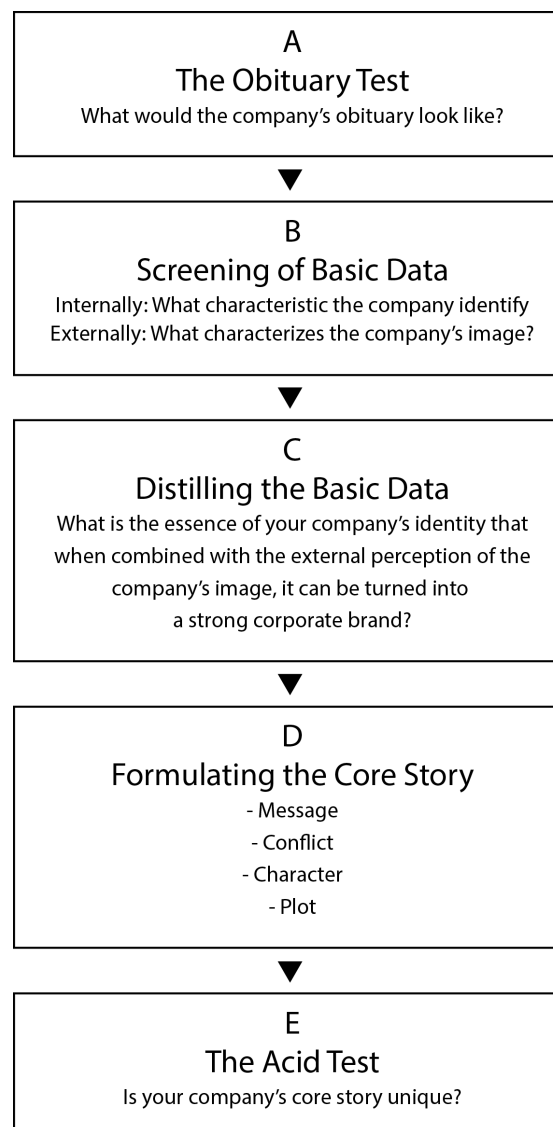 A
The Obituary Test
What would the company’s obituary look like?
B
Screening of Basic Data
Internally: What characteristic the company identify
Externally: What characterizes the company’s image?
C
Distilling the Basic Data
What is the essence of your company’s identity that
when combined with the external perception of the
company’s image, it can be turned into
a strong corporate brand?
D
Formulating the Core Story
- Message
- Conflict
- Character
- Plot
E
The Acid Test
Is your company’s core story unique?